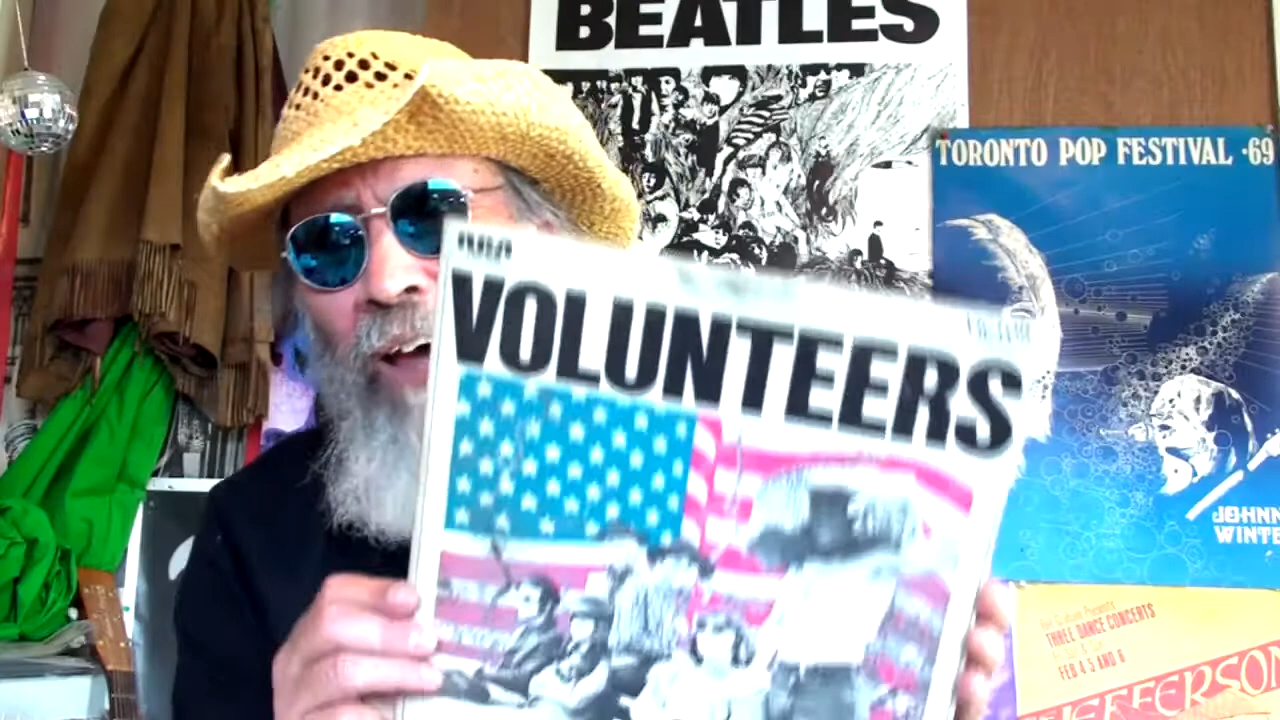 BEATLES
TORONTO POP FESTIVAL ·69
VOLUNTEERS
JOHNN
WINTE
THREE DANCE CONCERTS
FEB 4 5 AND 6
JEFFERSON